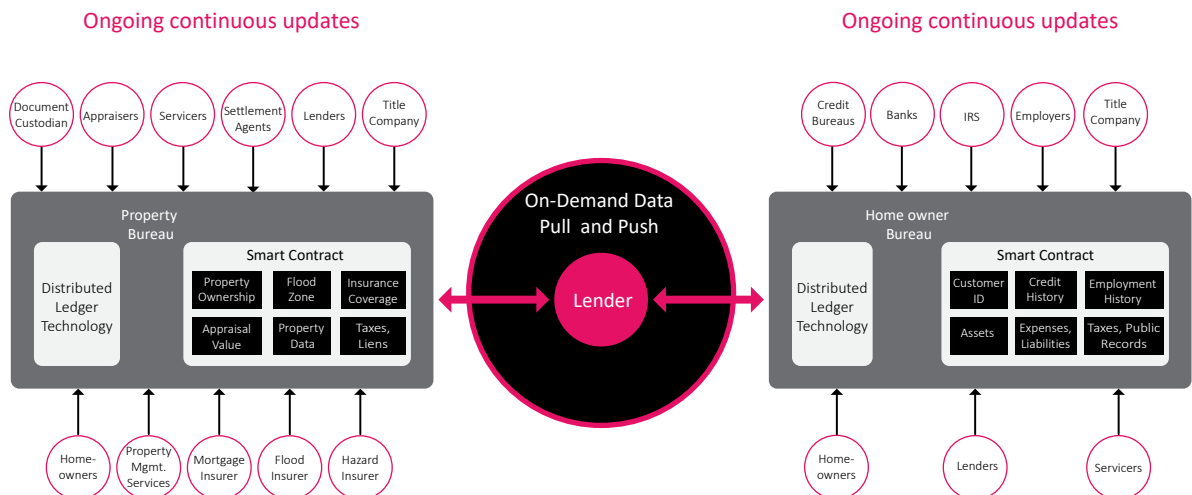 Ongoing continuous updates
Ongoing continuous updates
Document
Custodian
Appraisers
Servicers
Settlement
Agents
Lenders
Title
Company
Credit
Bureaus
Banks
IRS
Employers
Title
Company
Property
Bureau
Distributed
Ledger
Technology
Smart Contract
Property
Ownership
Flood
Zone
Insurance
Coverage
Appraisal
Value
Property
Data
Taxes,
Liens
On-Demand Data
Pull and Push
Lender
Home owner
Bureau
Distributed
Ledger
Technology
Smart Contract
Customer
ID
Credit
History
Employment
History
Assets
Expenses,
Liabilities
Taxes, Public
Records
Home-
owners
Property
Mgmt.
Services
Mortgage
Insurer
Flood
Insurer
Hazard
Insurer
Home-
owners
Lenders
Servicers